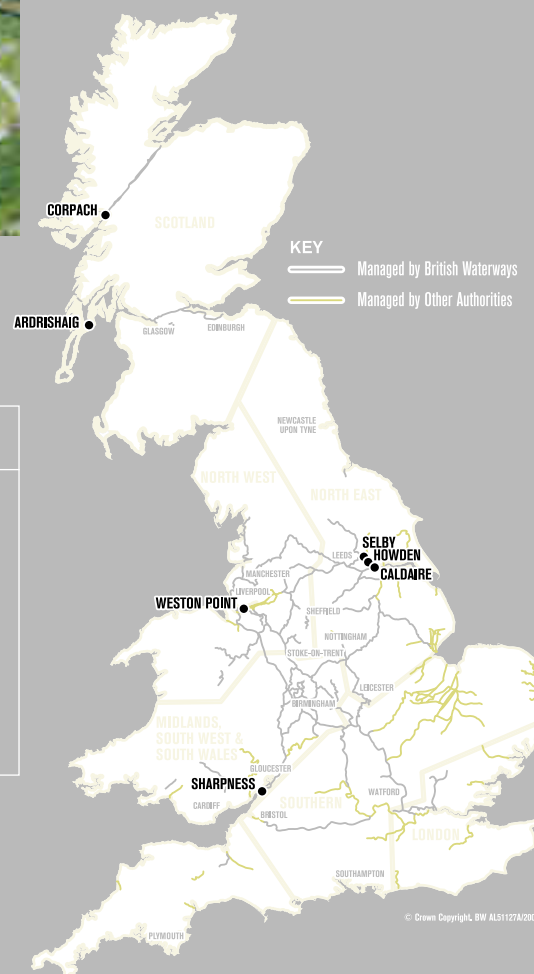 CORPACH
SCOTLAND
KEY
Managed by British Waterways
Managed by Other Authorities
ARDRISHAIG
GLASGOW
EDINBURGH
NEWCASTLE
UPON TYNE
NORTH WEST
NORTH EAST
SELBY
LEEDS
HOWDEN
CALDAIRE
MANCHESTER
LIVERPOOL
WESTON POINT
SHEFFIELD
NOTTINGHAM
STOKE-ON-TRENT
LEICESTER
BIRMINGHAM
MIDLANDS,
SOUTH WEST &
SOUTH WALES
GLOUCESTER
SHARPNESS
WATFORD
CARDIFF
SOUTHERN
BRISTOL
LONDON
SOUTHAMPTON
© Crown Copyright, BW AL51127A/200
PLYMOUTH